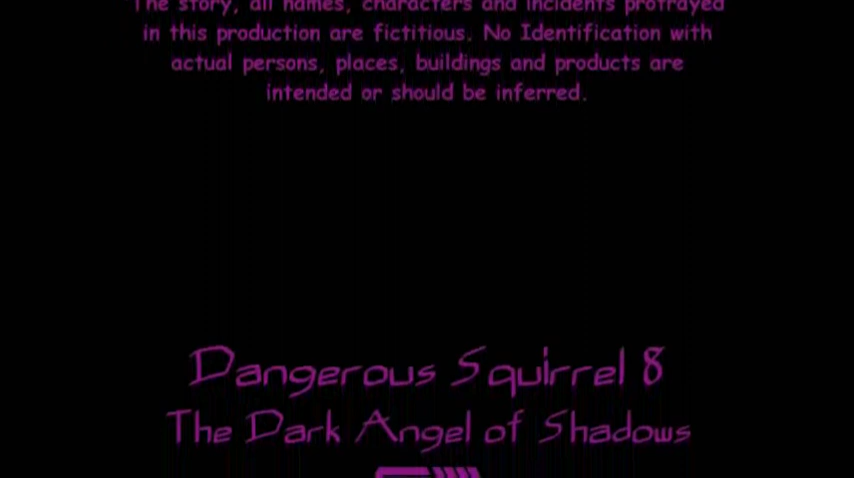 The story, all names, characters and incidents protrayed
in this production are fictitious. No Identification with
actual persons, places, buildings and products are
intended or should be inferred.
Dangerous Squirrel 8
The Dark Angel of Shadows